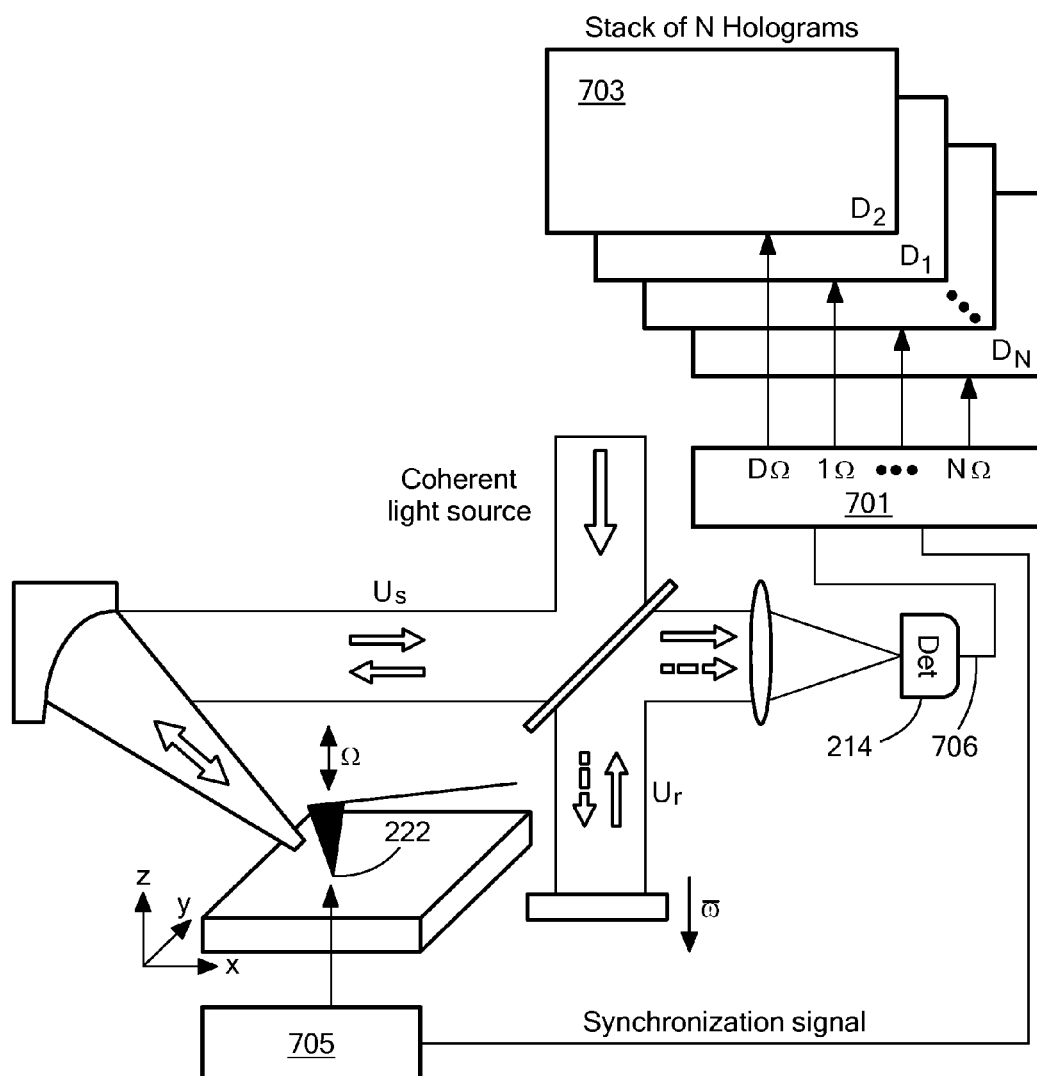 Stack of N Holograms
703
D2
D1
•••
DN
DΩ 1Ω ••• NΩ
701
Coherent
light source
Us
Det
214
706
Ω
Ur
222
z
y
x
ϖ
705
Synchronization signal